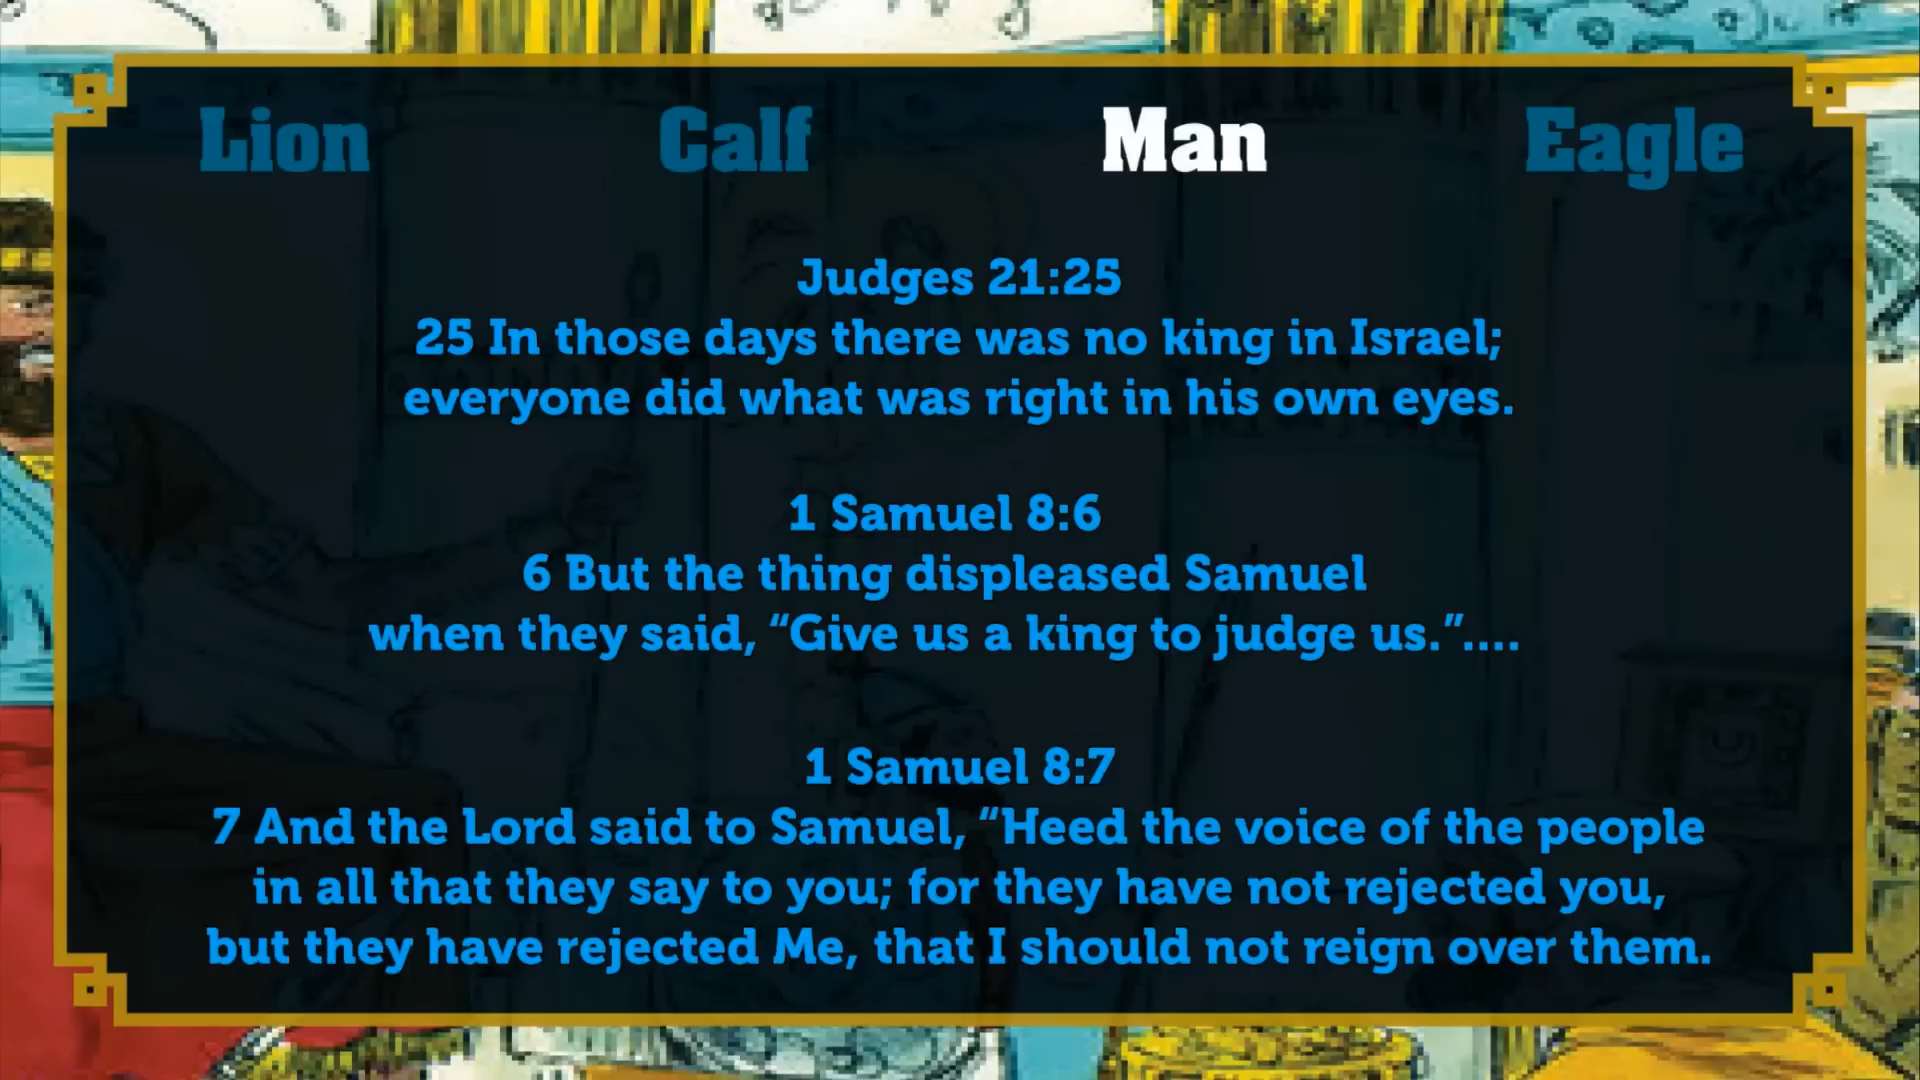 Lion Calf Man Eagle
Judges 21:25
25 In those days there was no king in Israel;
everyone did what was right in his own eyes.
1 Samuel 8:6
6 But the thing displeased Samuel
when they said, “Give us a king to judge us.”....
1 Samuel 8:7
7 And the Lord said to Samuel, “Heed the voice of the people
in all that they say to you; for they have not rejected you,
but they have rejected Me, that I should not reign over them.